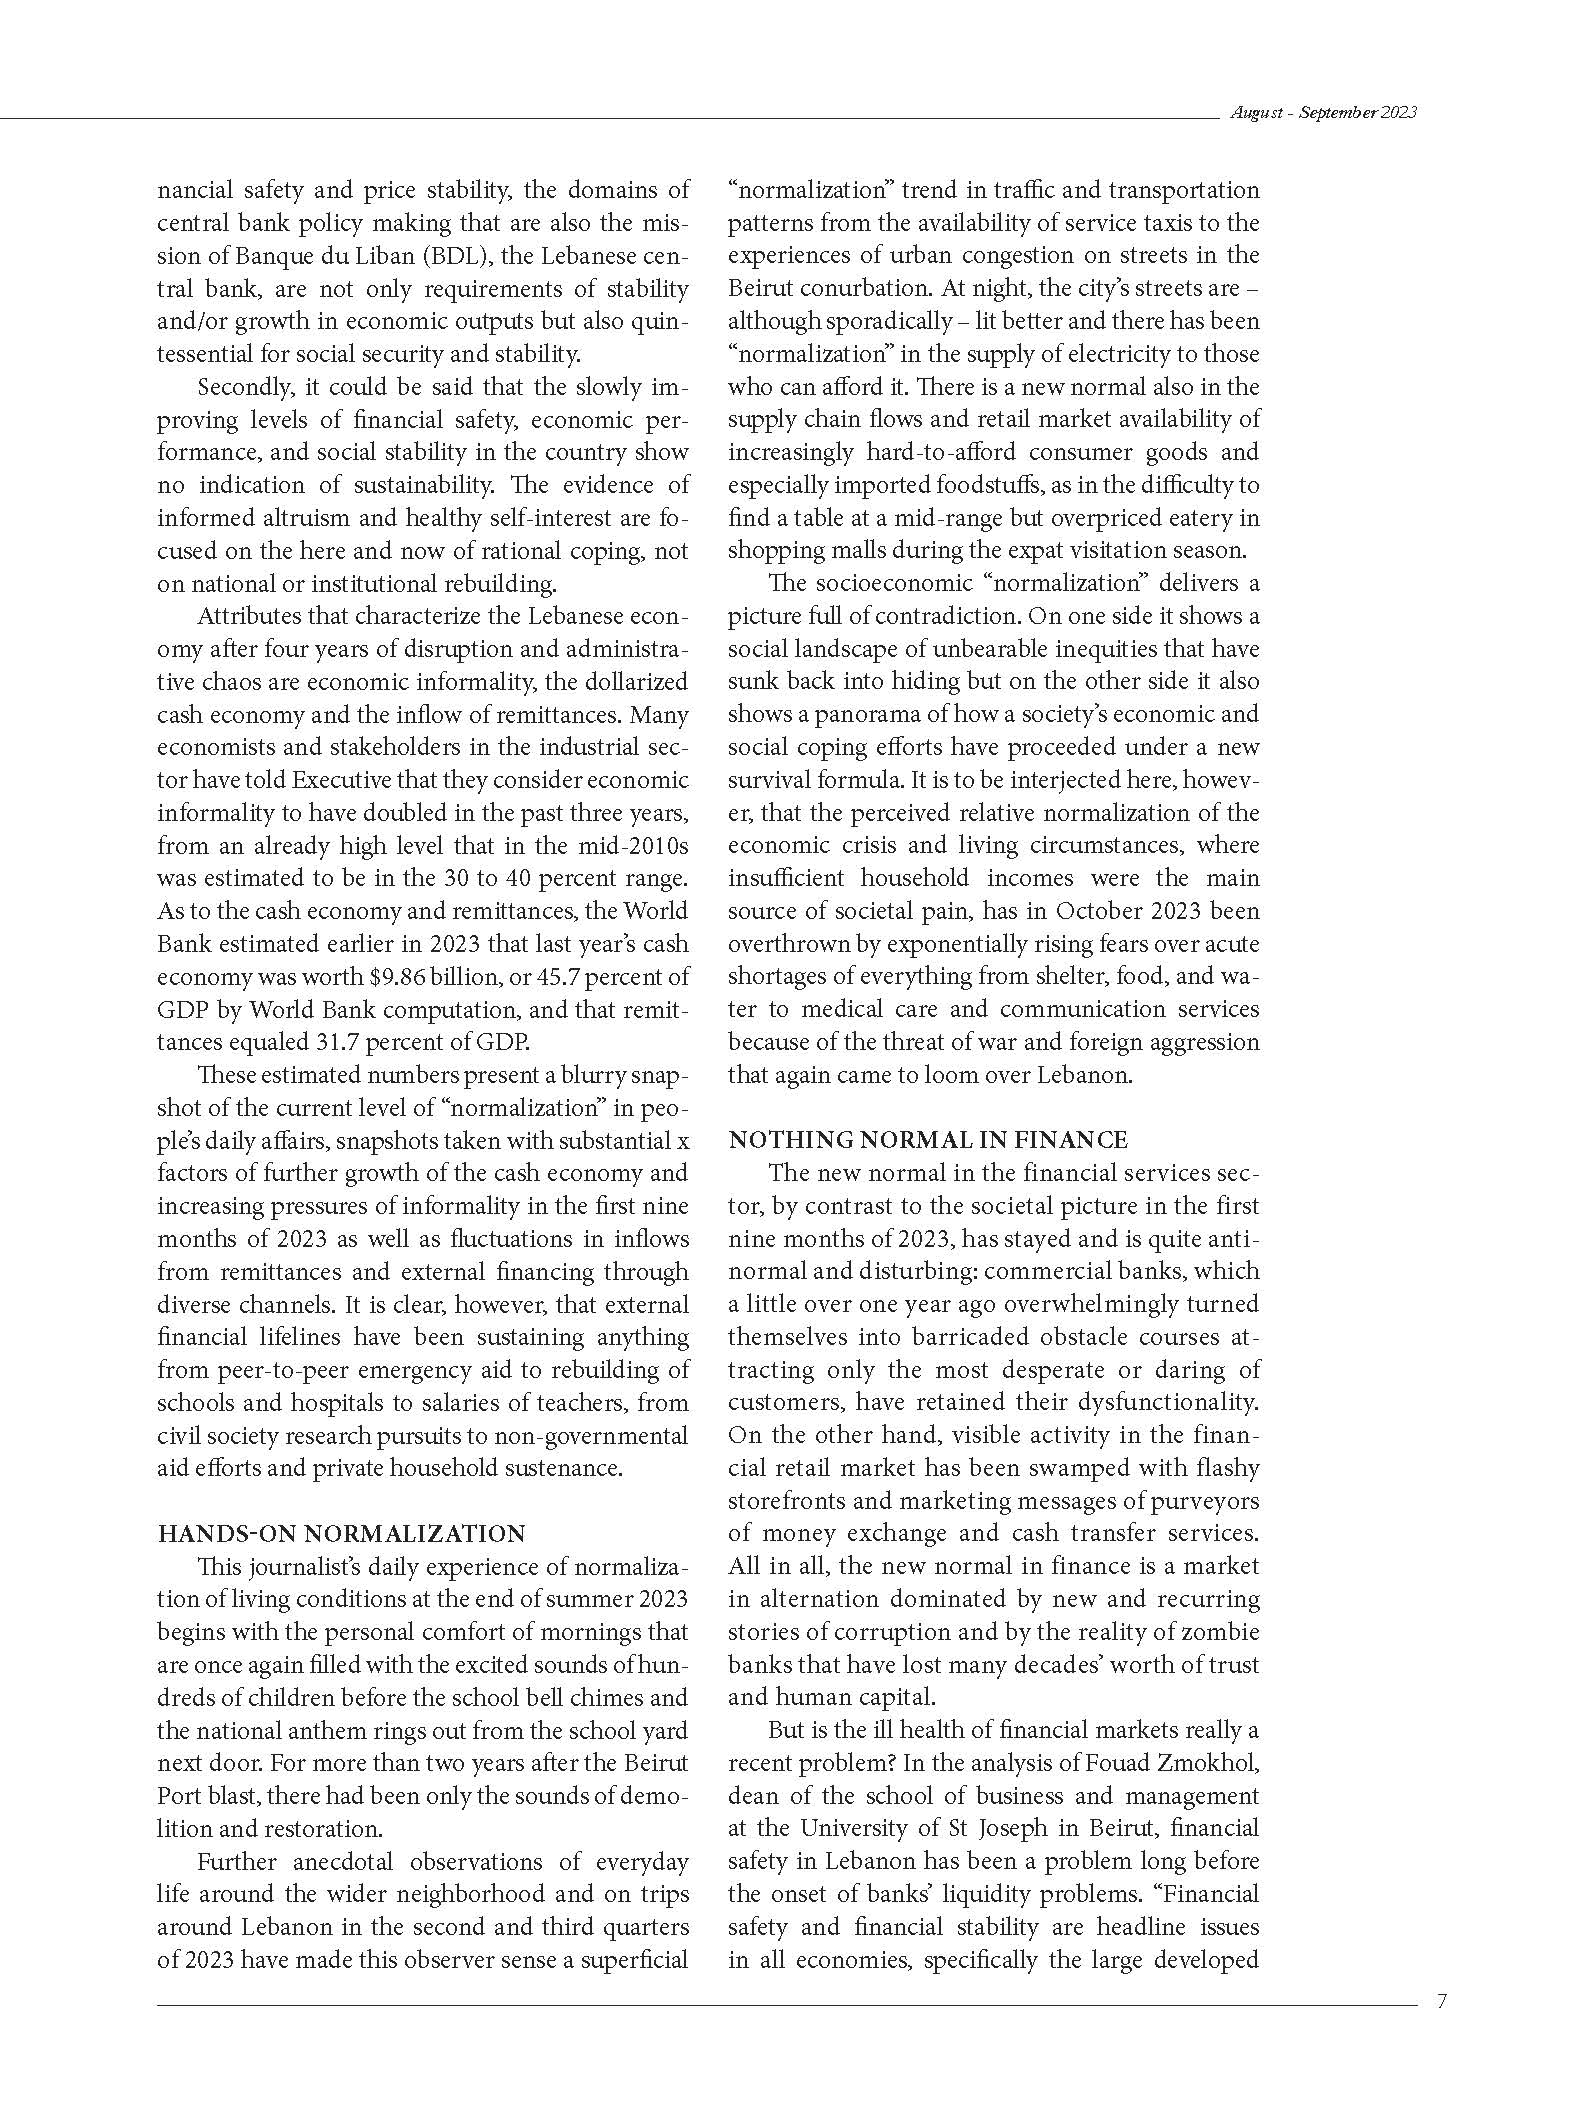 August - September 2023
nancial safety and price stability, the domains of
central bank policy making that are also the mis-
sion of Banque du Liban (BDL), the Lebanese cen-
tral bank, are not only requirements of stability
and/or growth in economic outputs but also quin-
tessential for social security and stability.
Secondly, it could be said that the slowly im-
proving levels of financial safety, economic per-
formance, and social stability in the country show
no indication of sustainability. The evidence of
informed altruism and healthy self-interest are fo-
cused on the here and now of rational coping, not
on national or institutional rebuilding.
Attributes that characterize the Lebanese econ-
omy after four years of disruption and administra-
tive chaos are economic informality, the dollarized
cash economy and the inflow of remittances. Many
economists and stakeholders in the industrial sec-
tor have told Executive that they consider economic
informality to have doubled in the past three years,
from an already high level that in the mid-2010s
was estimated to be in the 30 to 40 percent range.
As to the cash economy and remittances, the World
Bank estimated earlier in 2023 that last year’s cash
economy was worth $9.86 billion, or 45.7 percent of
GDP by World Bank computation, and that remit-
tances equaled 31.7 percent of GDP.
These estimated numbers present a blurry snap-
shot of the current level of “normalization” in peo-
ple’s daily affairs, snapshots taken with substantial x
factors of further growth of the cash economy and
increasing pressures of informality in the first nine
months of 2023 as well as fluctuations in inflows
from remittances and external financing through
diverse channels. It is clear, however, that external
financial lifelines have been sustaining anything
from peer-to-peer emergency aid to rebuilding of
schools and hospitals to salaries of teachers, from
civil society research pursuits to non-governmental
aid efforts and private household sustenance.
HANDS-ON NORMALIZATION
This journalist’s daily experience of normaliza-
tion of living conditions at the end of summer 2023
begins with the personal comfort of mornings that
are once again filled with the excited sounds of hun-
dreds of children before the school bell chimes and
the national anthem rings out from the school yard
next door. For more than two years after the Beirut
Port blast, there had been only the sounds of demo-
lition and restoration.
Further anecdotal observations of everyday
life around the wider neighborhood and on trips
around Lebanon in the second and third quarters
of 2023 have made this observer sense a superficial
“normalization” trend in traffic and transportation
patterns from the availability of service taxis to the
experiences of urban congestion on streets in the
Beirut conurbation. At night, the city’s streets are –
although sporadically – lit better and there has been
“normalization” in the supply of electricity to those
who can afford it. There is a new normal also in the
supply chain flows and retail market availability of
increasingly hard-to-afford consumer goods and
especially imported foodstuffs, as in the difficulty to
find a table at a mid-range but overpriced eatery in
shopping malls during the expat visitation season.
The socioeconomic “normalization” delivers a
picture full of contradiction. On one side it shows a
social landscape of unbearable inequities that have
sunk back into hiding but on the other side it also
shows a panorama of how a society’s economic and
social coping efforts have proceeded under a new
survival formula. It is to be interjected here, howev-
er, that the perceived relative normalization of the
economic crisis and living circumstances, where
insufficient household incomes were the main
source of societal pain, has in October 2023 been
overthrown by exponentially rising fears over acute
shortages of everything from shelter, food, and wa-
ter to medical care and communication services
because of the threat of war and foreign aggression
that again came to loom over Lebanon.
NOTHING NORMAL IN FINANCE
The new normal in the financial services sec-
tor, by contrast to the societal picture in the first
nine months of 2023, has stayed and is quite anti-
normal and disturbing: commercial banks, which
a little over one year ago overwhelmingly turned
themselves into barricaded obstacle courses at-
tracting only the most desperate or daring of
customers, have retained their dysfunctionality.
On the other hand, visible activity in the finan-
cial retail market has been swamped with flashy
storefronts and marketing messages of purveyors
of money exchange and cash transfer services.
All in all, the new normal in finance is a market
in alternation dominated by new and recurring
stories of corruption and by the reality of zombie
banks that have lost many decades’ worth of trust
and human capital.
But is the ill health of financial markets really a
recent problem? In the analysis of Fouad Zmokhol,
dean of the school of business and management
at the University of St Joseph in Beirut, financial
safety in Lebanon has been a problem long before
the onset of banks’ liquidity problems. “Financial
safety and financial stability are headline issues
in all economies, specifically the large developed
7